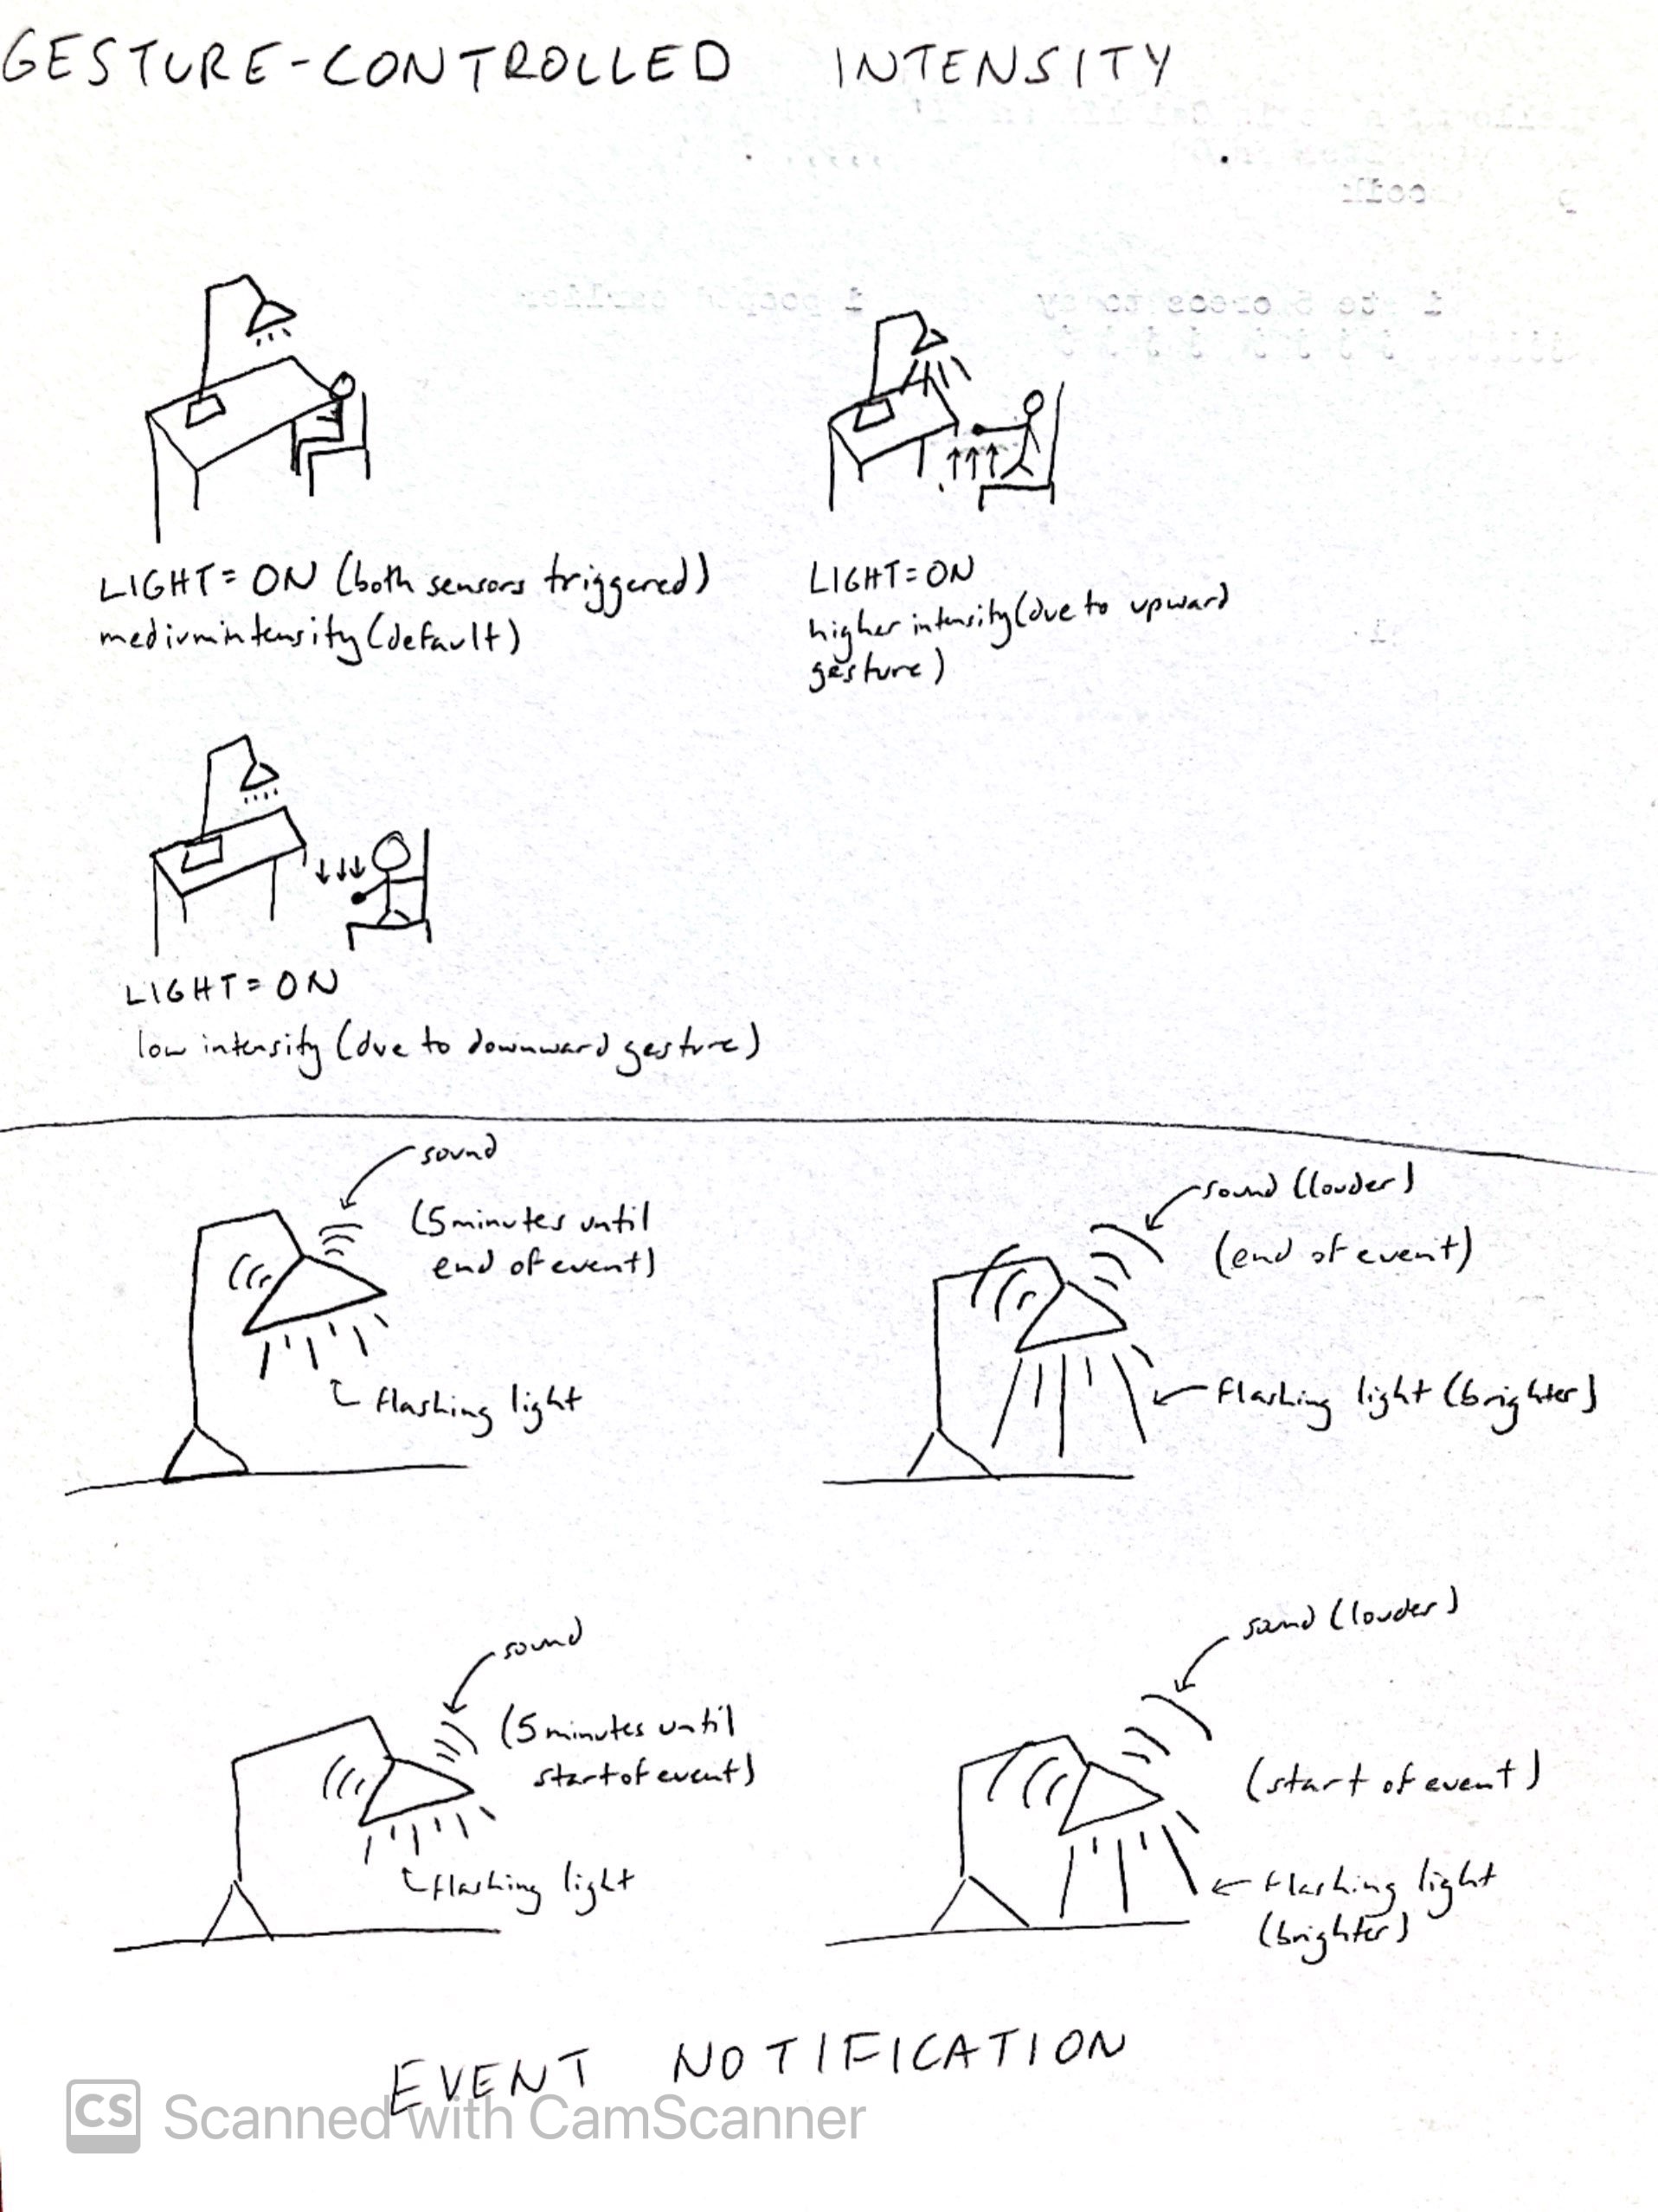 GESTURE-CONTROLLED INTENSITY
LIGHT = ON (both sensors triggered)
medium intensity (default)
LIGHT = ON
higher intensity (due to upward
gesture)
LIGHT = ON
low intensity (due to downward gesture)
sound
(5 minutes until
end of event)
flashing light
sound (louder)
(end of event)
flashing light (brighter)
sound
(5 minutes until
start of event)
flashing light
sound (louder)
(start of event)
flashing light
(brighter)
EVENT NOTIFICATION
CS Scanned with CamScanner